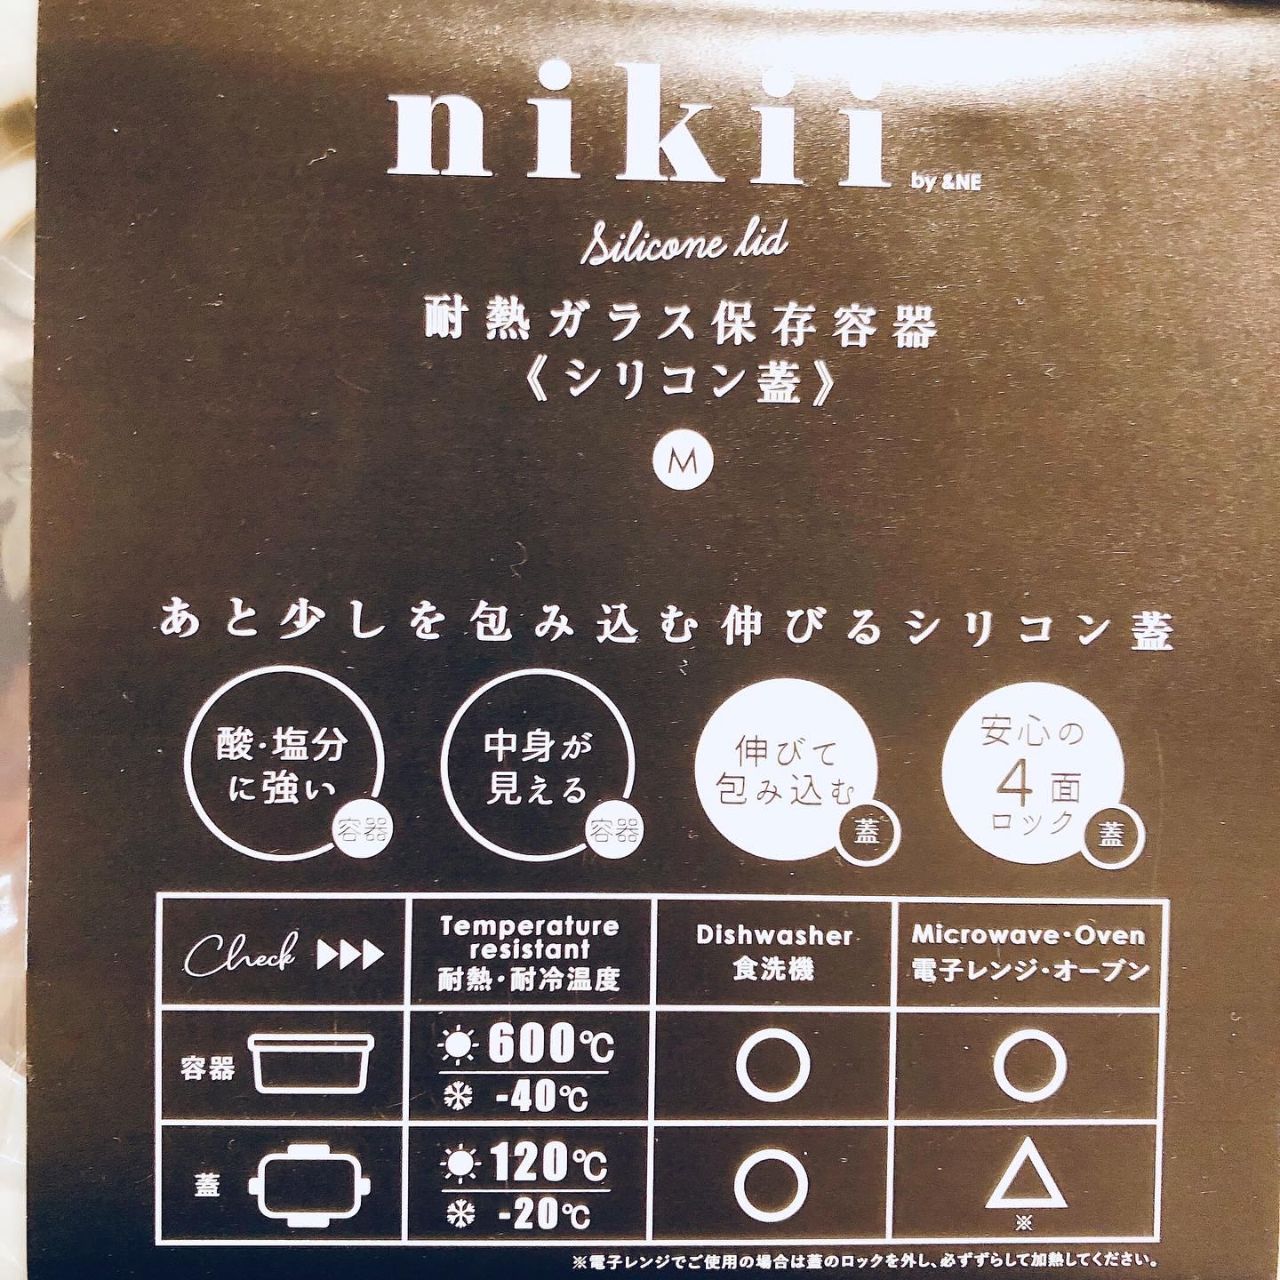 nikii by &NE
Silicone lid
耐熱ガラス保存容器
《シリコン蓋》
M
あと少しを包み込む伸びるシリコン蓋
酸・塩分
に強い
容器
中身が
見える
容器
伸びて
包み込む
蓋
安心の
4面
ロック
蓋
Check
Temperature
resistant
耐熱・耐冷温度
Dishwasher
食洗機
Microwave・Oven
電子レンジ・オーブン
容器
600℃
-40℃
蓋
120℃
-20℃
※
※電子レンジでご使用の場合は蓋のロックを外し、必ずずらして加熱してください。